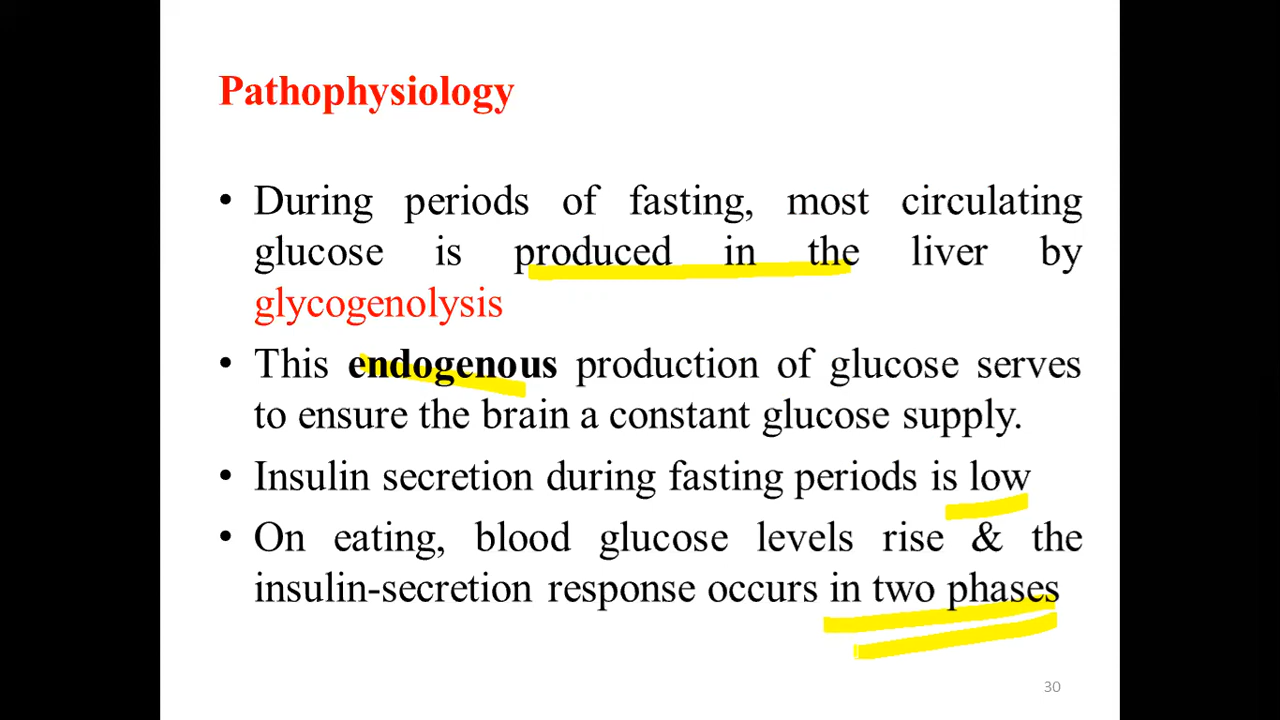 Pathophysiology
• During periods of fasting, most circulating
glucose is produced in the liver by
glycogenolysis
• This endogenous production of glucose serves
to ensure the brain a constant glucose supply.
• Insulin secretion during fasting periods is low
• On eating, blood glucose levels rise & the
insulin-secretion response occurs in two phases
30